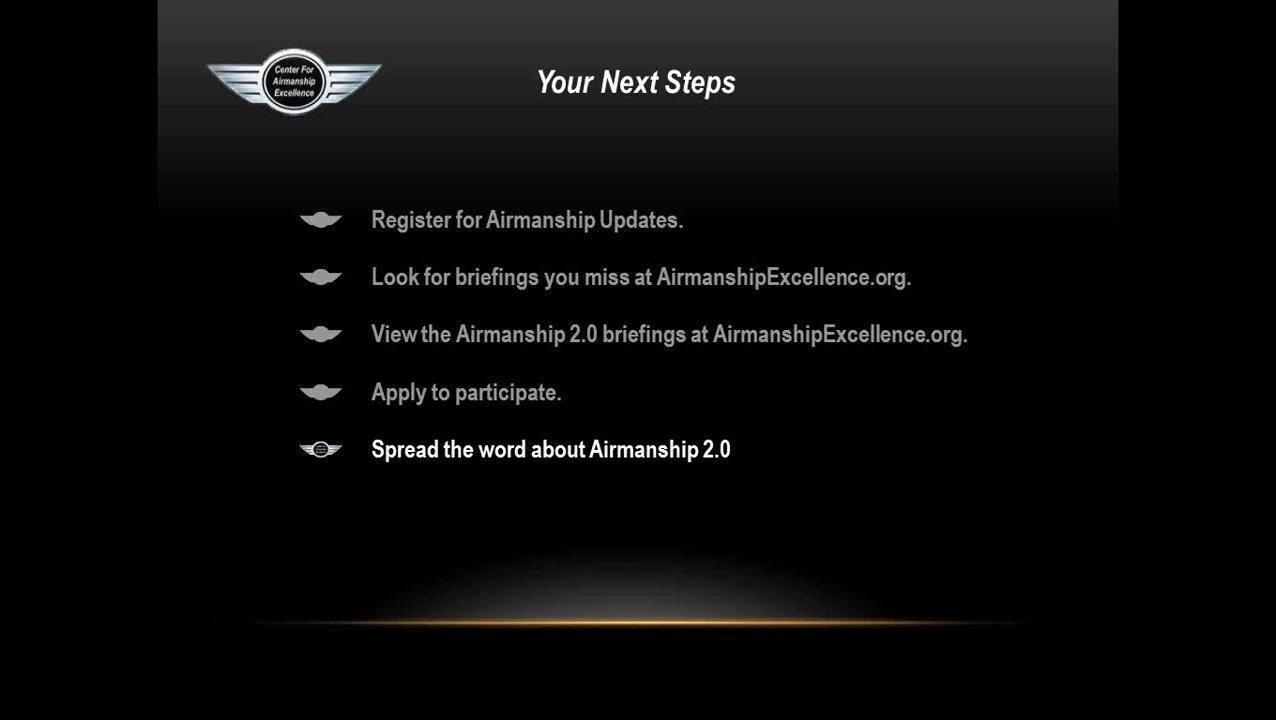 Center For
Airmanship
Excellence
Your Next Steps
Register for Airmanship Updates.
Look for briefings you miss at AirmanshipExcellence.org.
View the Airmanship 2.0 briefings at AirmanshipExcellence.org.
Apply to participate.
Spread the word about Airmanship 2.0